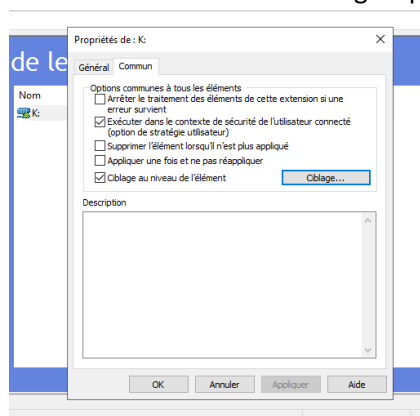 Propriétés de : K:
de le
Général Commun
Nom
K:
Options communes à tous les éléments
Arrêter le traitement des éléments de cette extension si une
erreur survient
Exécuter dans le contexte de sécurité de l'utilisateur connecté
(option de stratégie utilisateur)
Supprimer l'élément lorsqu'il n'est plus appliqué
Appliquer une fois et ne pas réappliquer
Ciblage au niveau de l'élément
Ciblage...
Description
OK Annuler Appliquer Aide